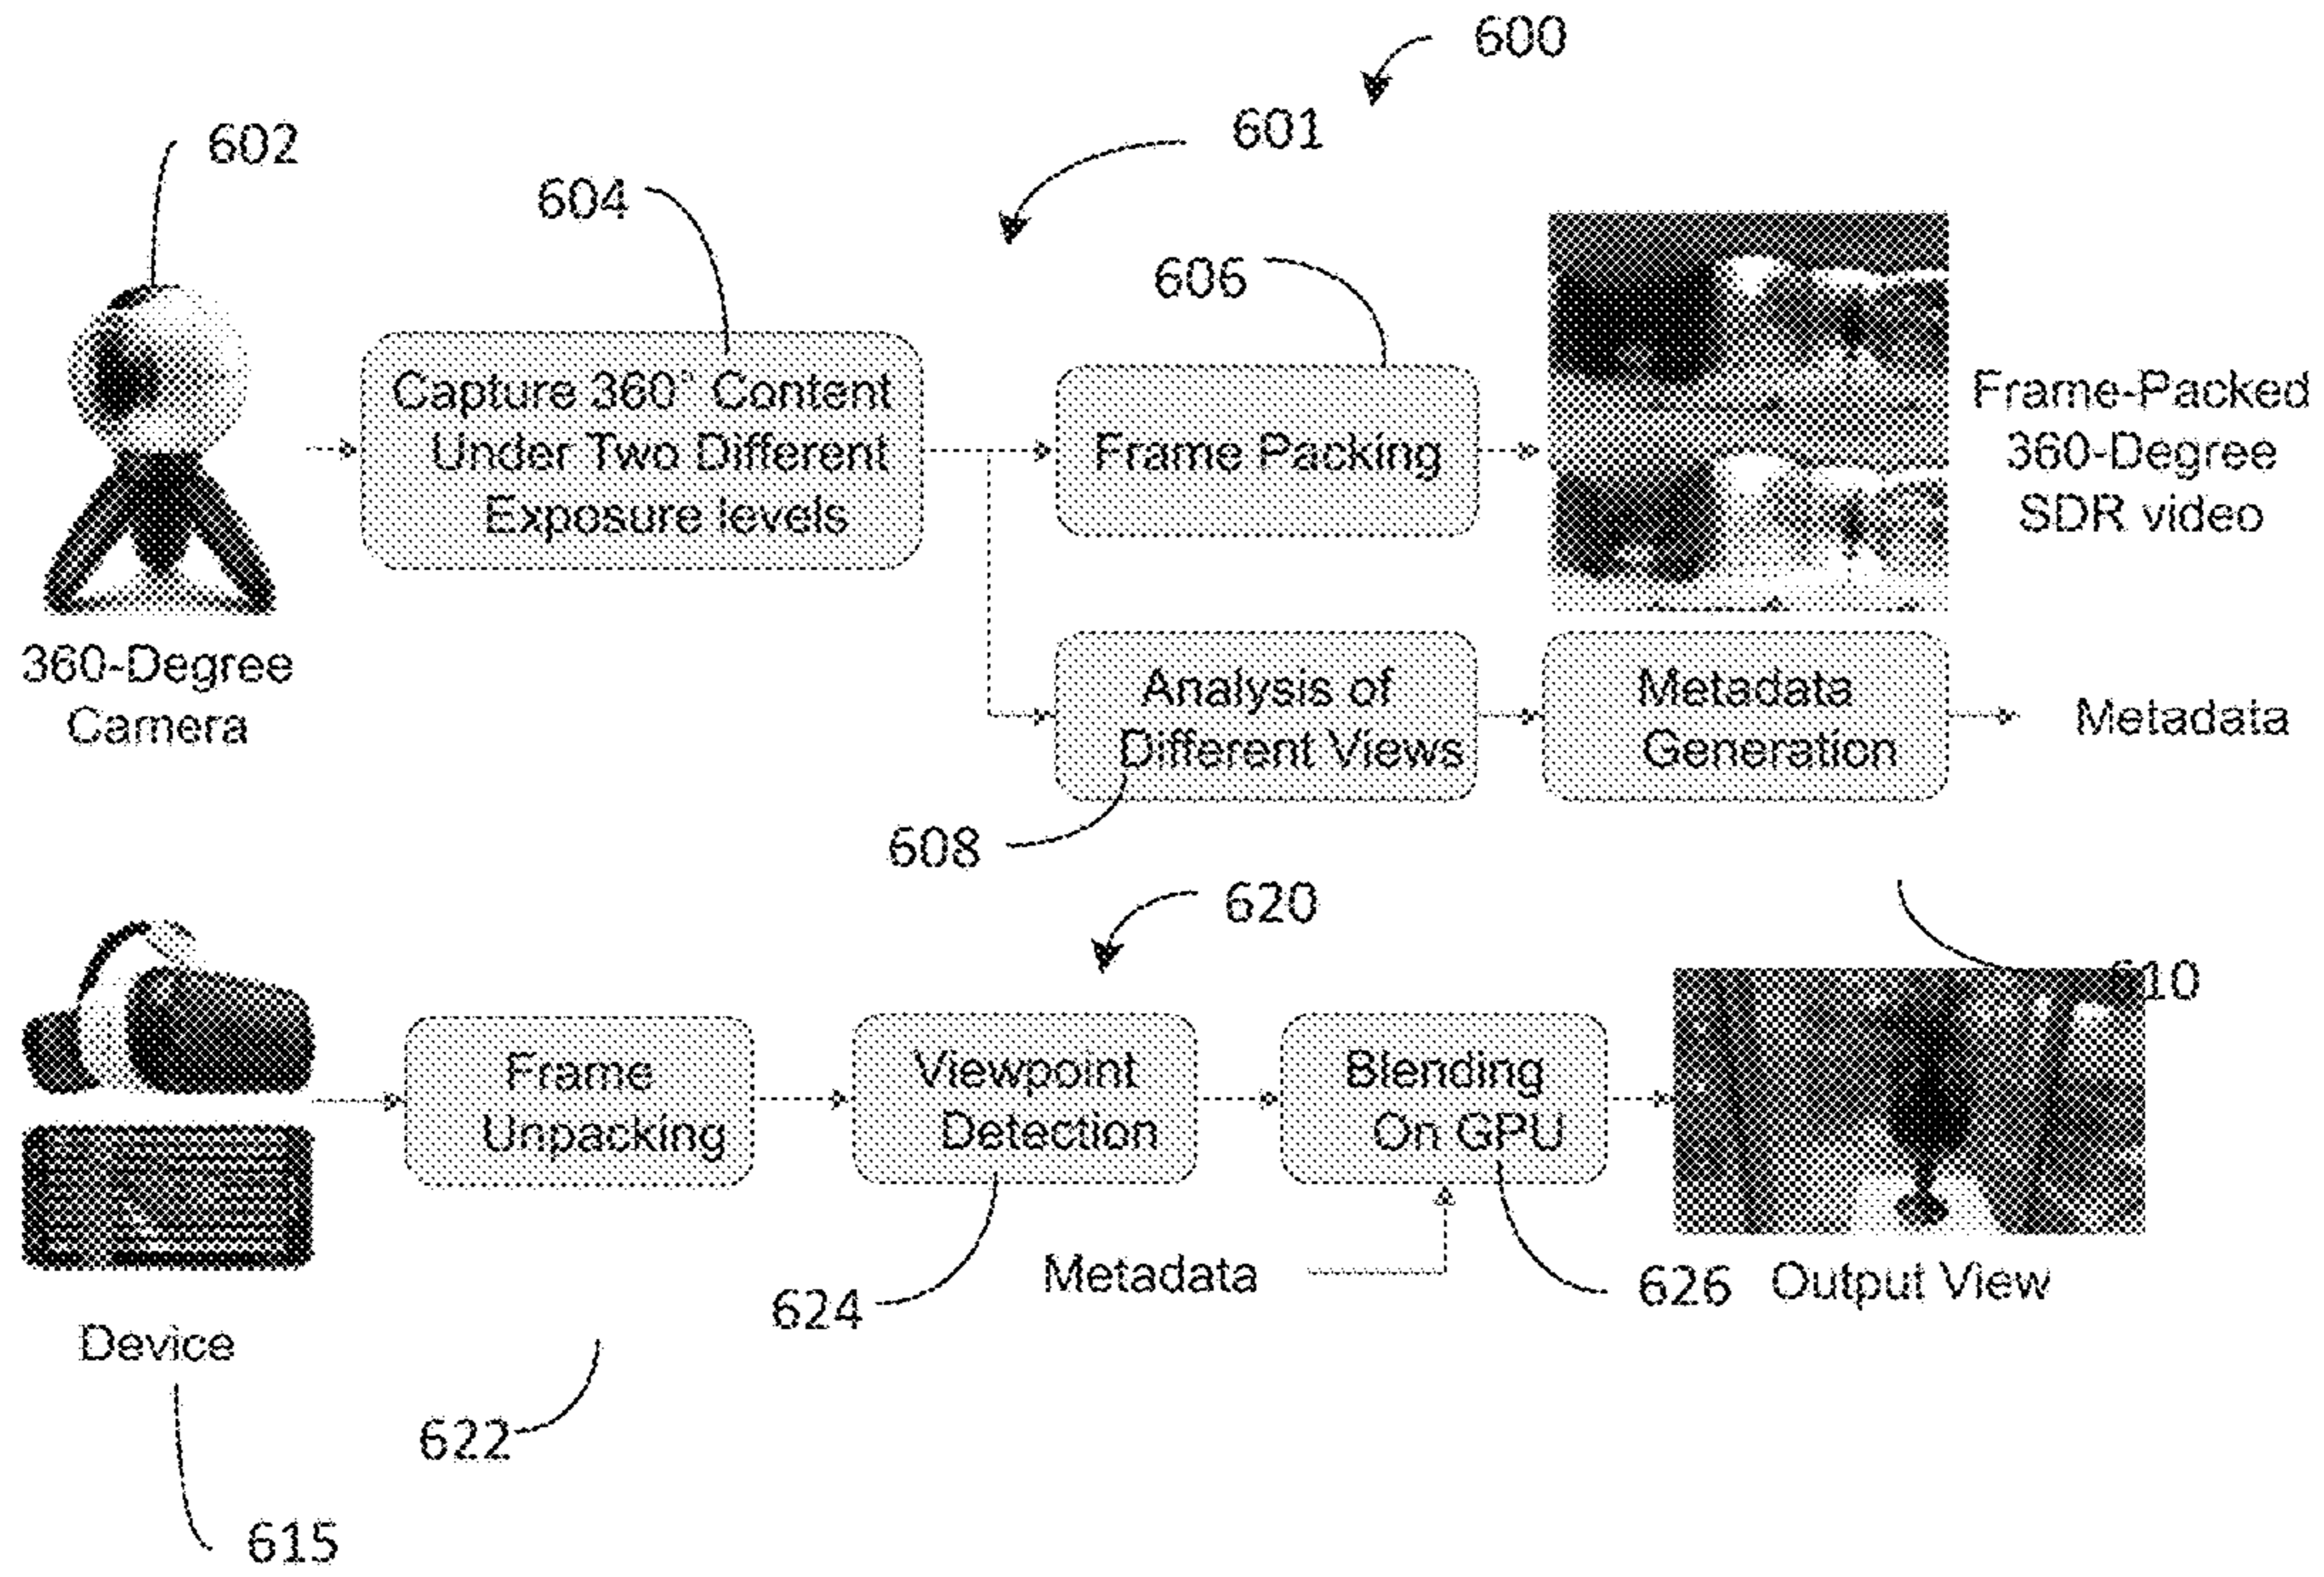 600
601
602
604
606
Capture 360° Content
Under Two Different
Exposure levels
Frame Packing
Frame-Packed
360-Degree
SDR video
360-Degree
Camera
Analysis of
Different Views
Metadata
Generation
Metadata
608
620
610
Frame
Unpacking
Viewpoint
Detection
Blending
On GPU
Metadata
624
626
Output View
Device
622
615